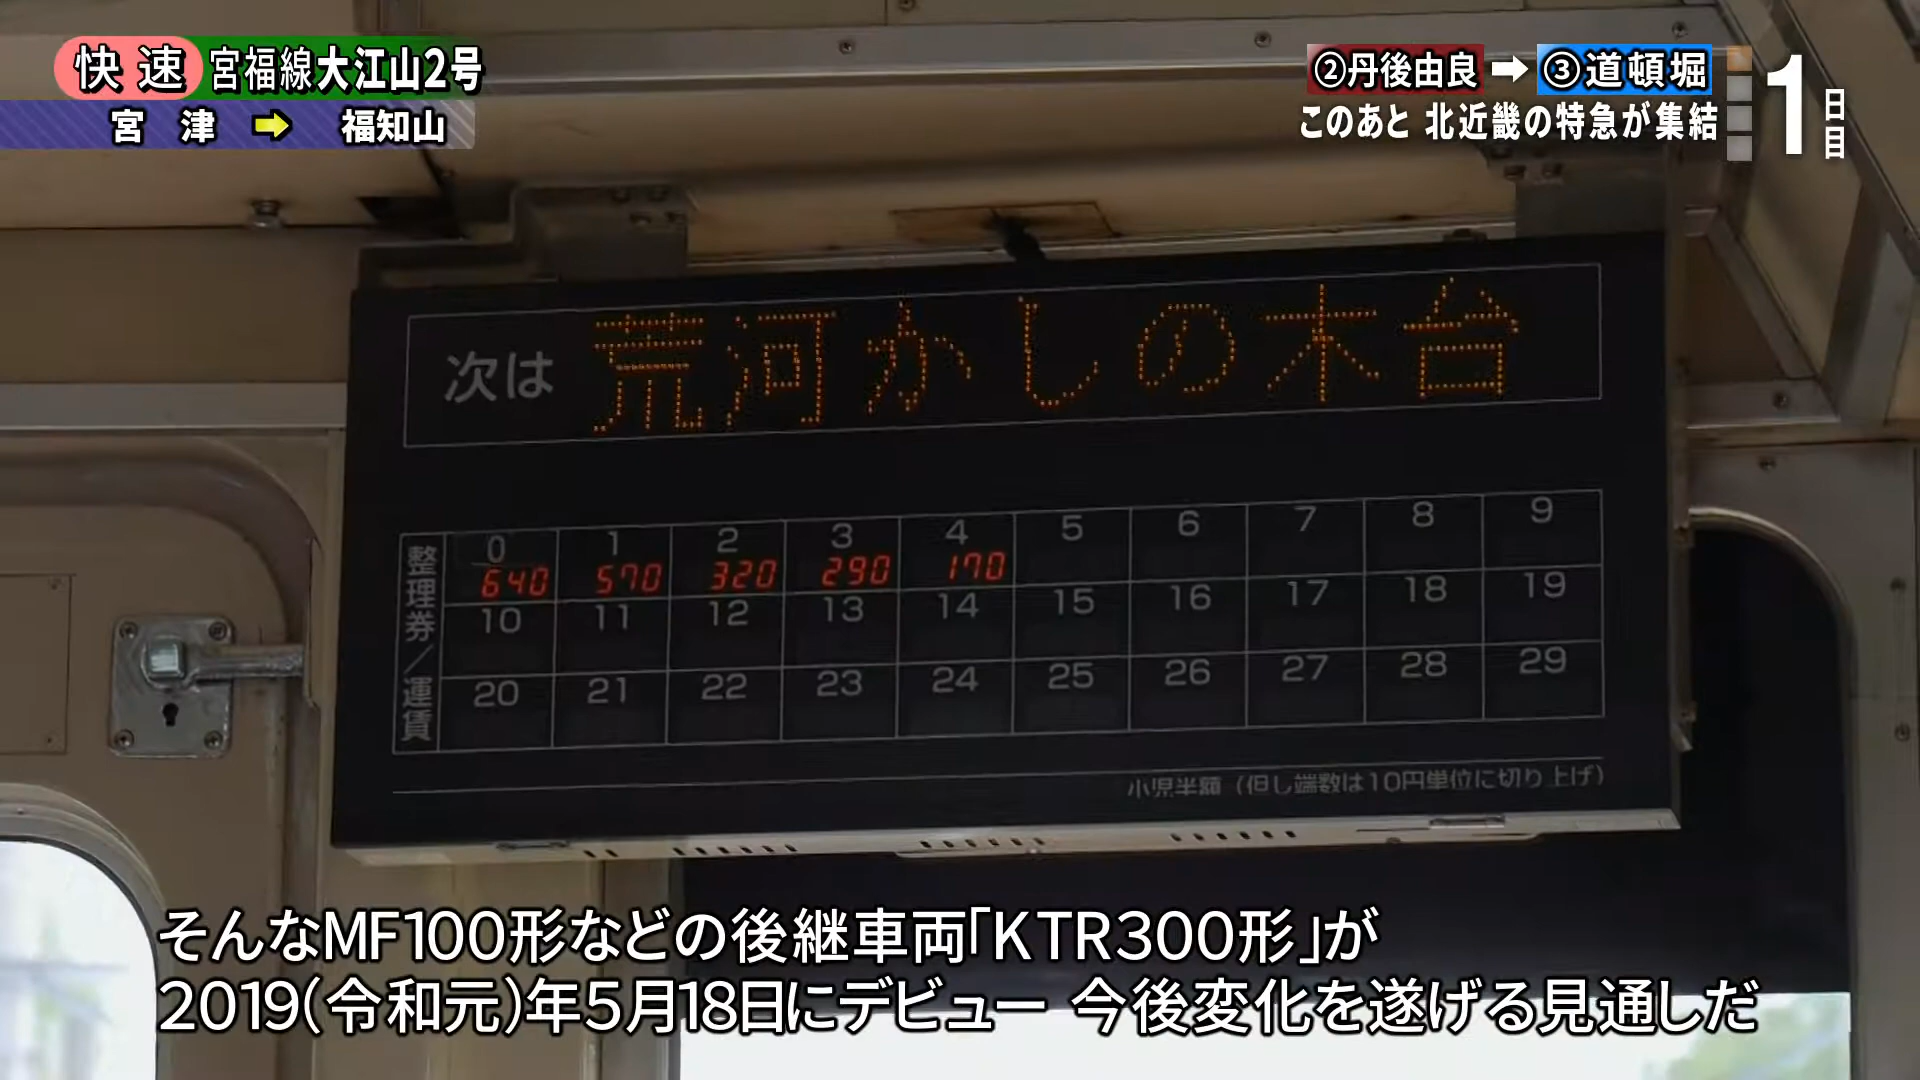 快速 宮福線大江山2号
宮津 ➡ 福知山
②丹後由良➡③道頓堀
このあと 北近畿の特急が集結
1日目
次は 荒河かしの木台
整理券/運賃
0 1 2 3 4 5 6 7 8 9
640 570 320 290 170
10 11 12 13 14 15 16 17 18 19
20 21 22 23 24 25 26 27 28 29
小児半額（但し端数は10円単位に切り上げ）
そんなMF100形などの後継車両「KTR300形」が
2019(令和元)年5月18日にデビュー 今後変化を遂げる見通しだ